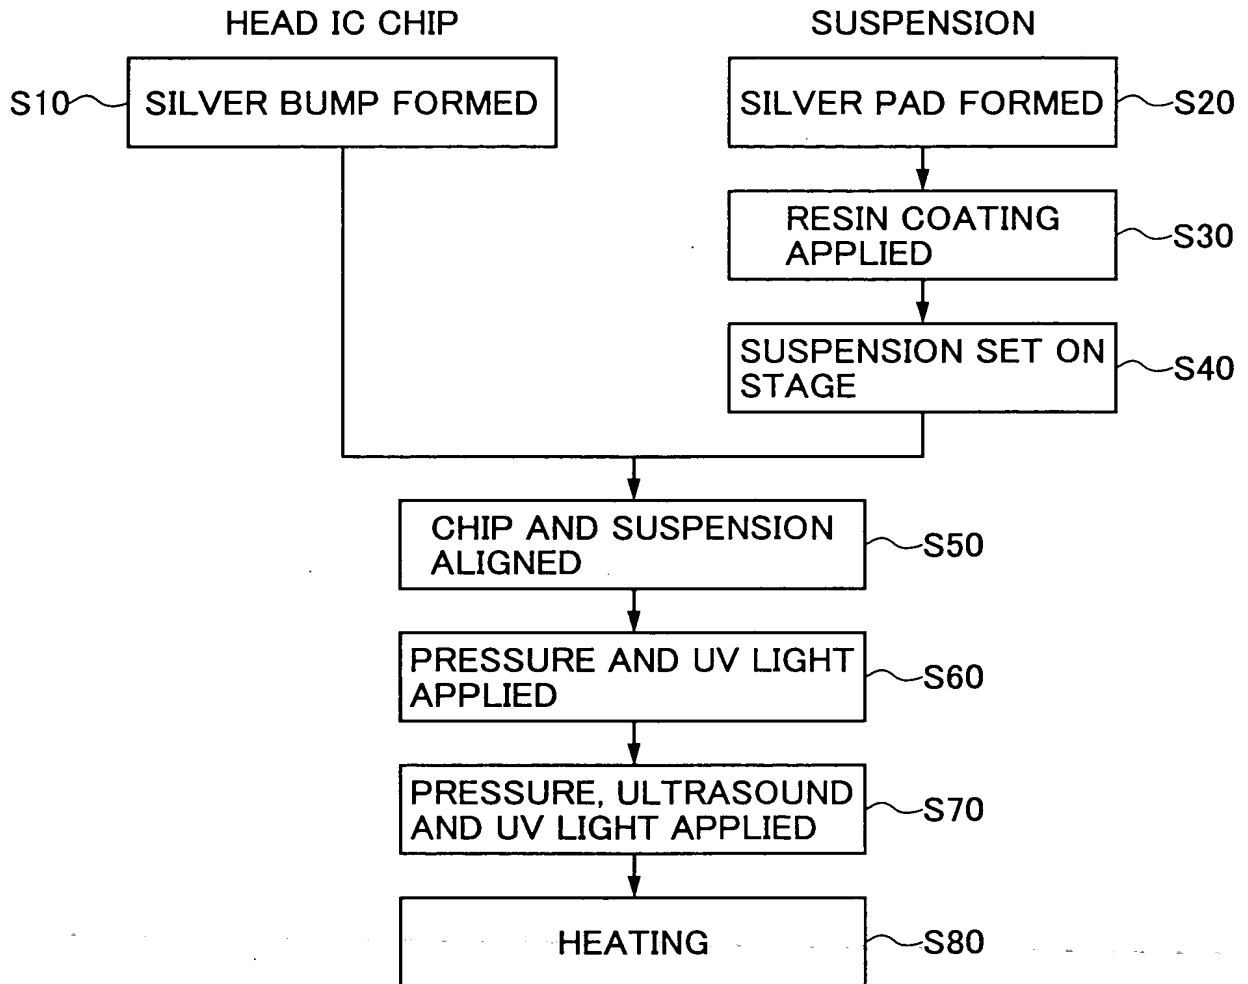 HEAD IC CHIP
SUSPENSION
S10
SILVER BUMP FORMED
SILVER PAD FORMED
S20
RESIN COATING
APPLIED
S30
SUSPENSION SET ON
STAGE
S40
CHIP AND SUSPENSION
ALIGNED
S50
PRESSURE AND UV LIGHT
APPLIED
S60
PRESSURE, ULTRASOUND
AND UV LIGHT APPLIED
S70
HEATING
S80